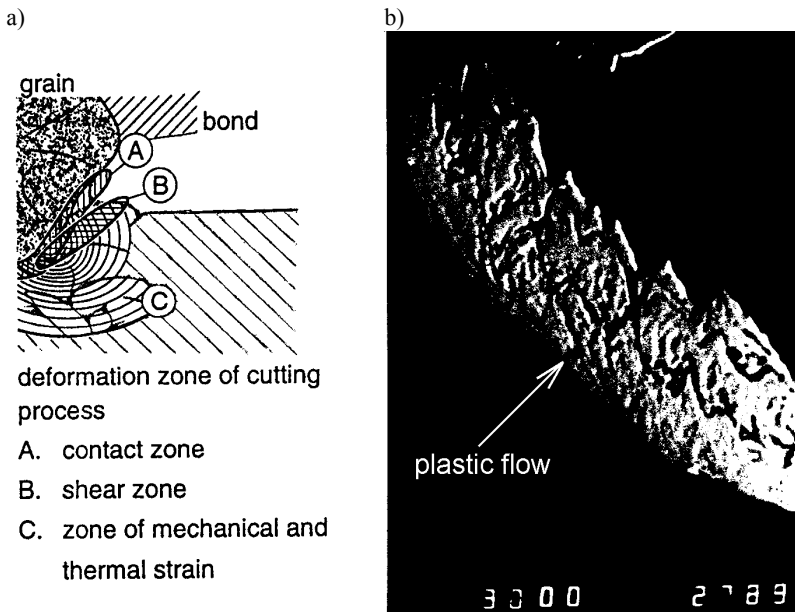 a)
b)
grain
bond
A
B
C
deformation zone of cutting
process
A. contact zone
B. shear zone
C. zone of mechanical and
thermal strain
plastic flow
3000 2789